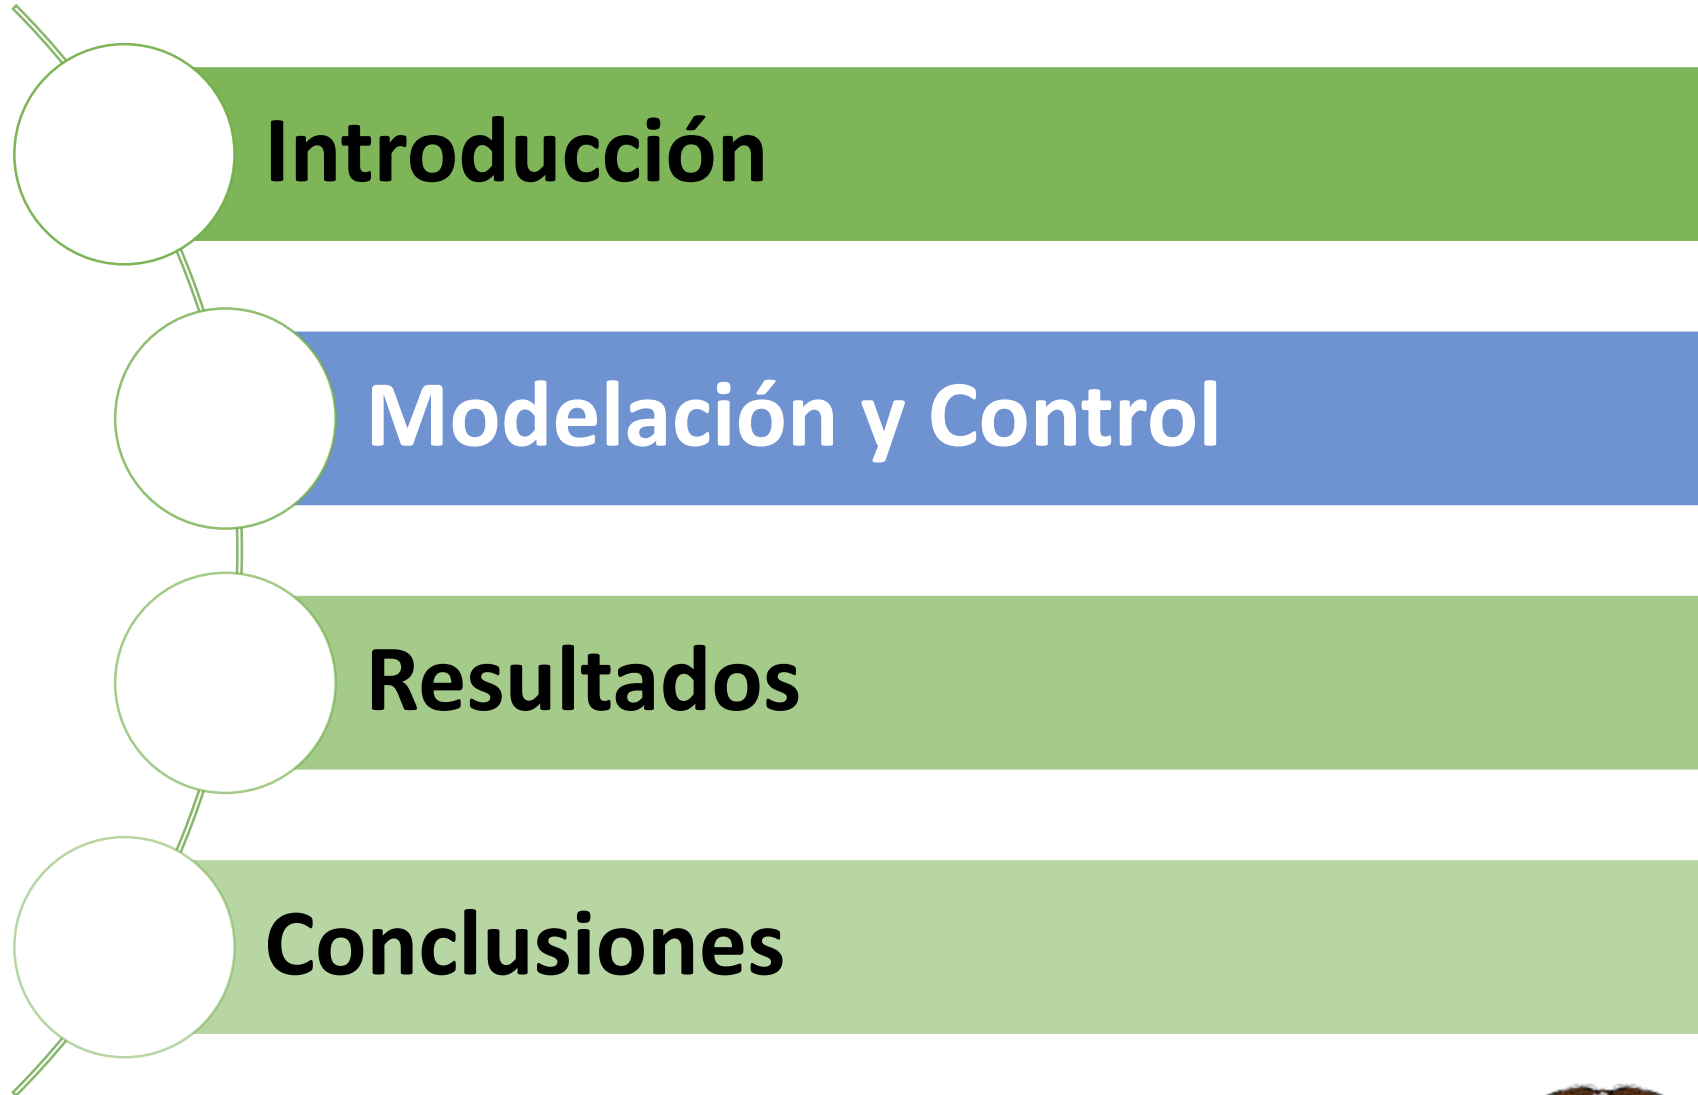 Introducción
Modelación y Control
Resultados
Conclusiones